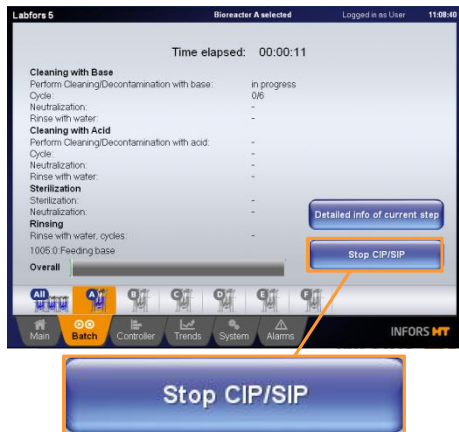 Labfors 5 Bioreactor A selected Logged in as User 11:08:40
Time elapsed: 00:00:11
Cleaning with Base
Perform Cleaning/Decontamination with base: in progress
Cycle: 0/6
Neutralization: -
Rinse with water: -
Cleaning with Acid
Perform Cleaning/Decontamination with acid: -
Cycle: -
Neutralization: -
Rinse with water: -
Sterilization
Sterilization: -
Neutralization: -
Detailed info of current step
Rinsing
Rinse with water, cycles: -
1005.0 Feeding base
Stop CIP/SIP
Overall
All A B C D E F
Main Batch Controller Trends System Alarms INFORS HT
Stop CIP/SIP